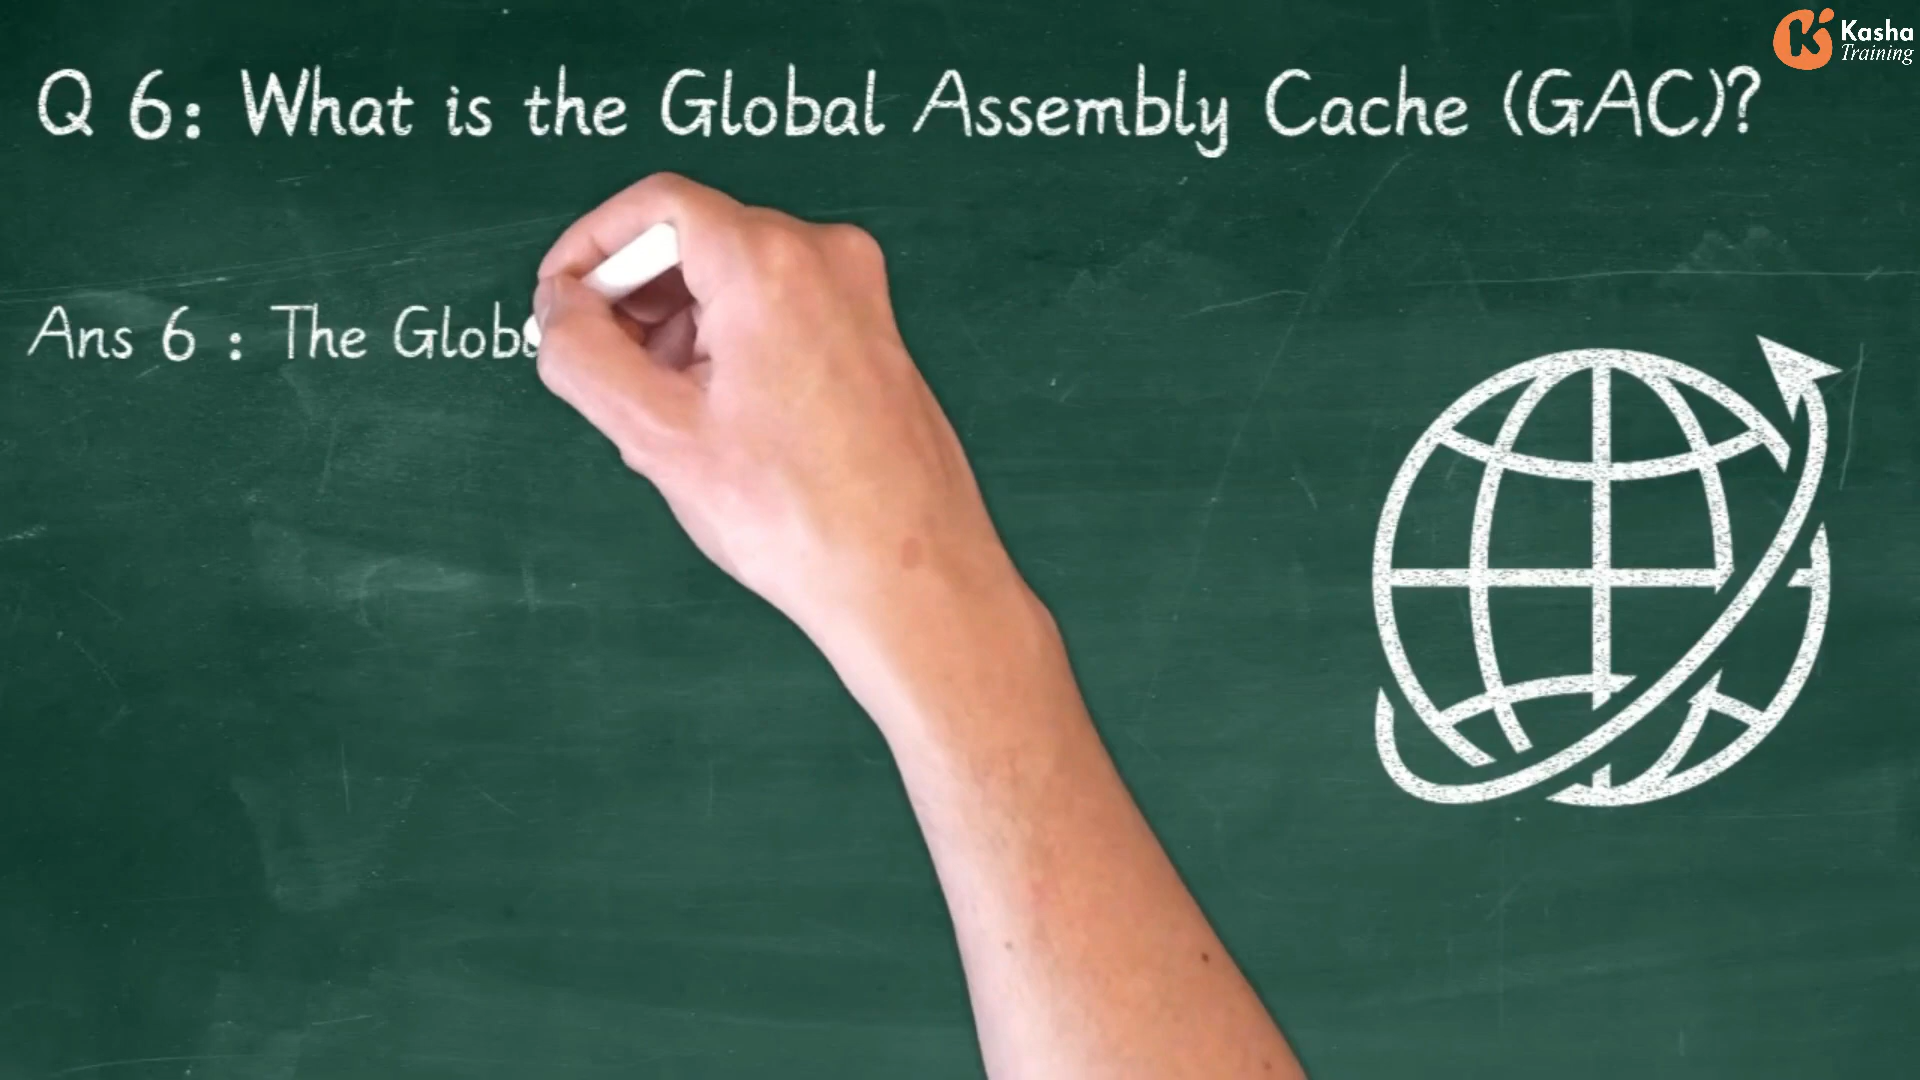 Kasha
Training
Q 6: What is the Global Assembly Cache (GAC)?
Ans 6 : The Glob